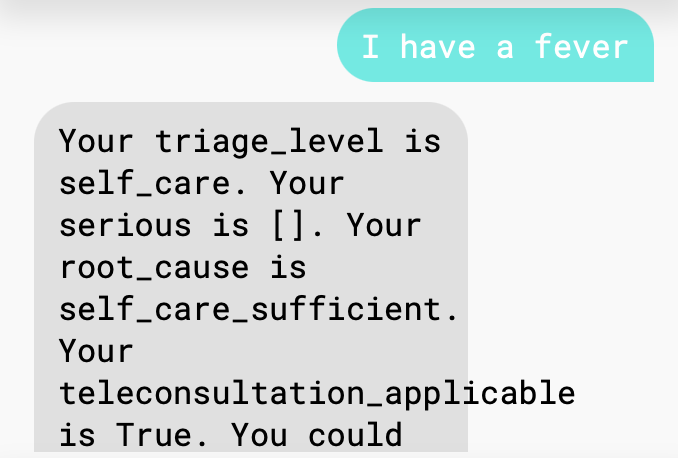 I have a fever
Your triage_level is
self_care. Your
serious is []. Your
root_cause is
self_care_sufficient.
Your
teleconsultation_applicable
is True. You could